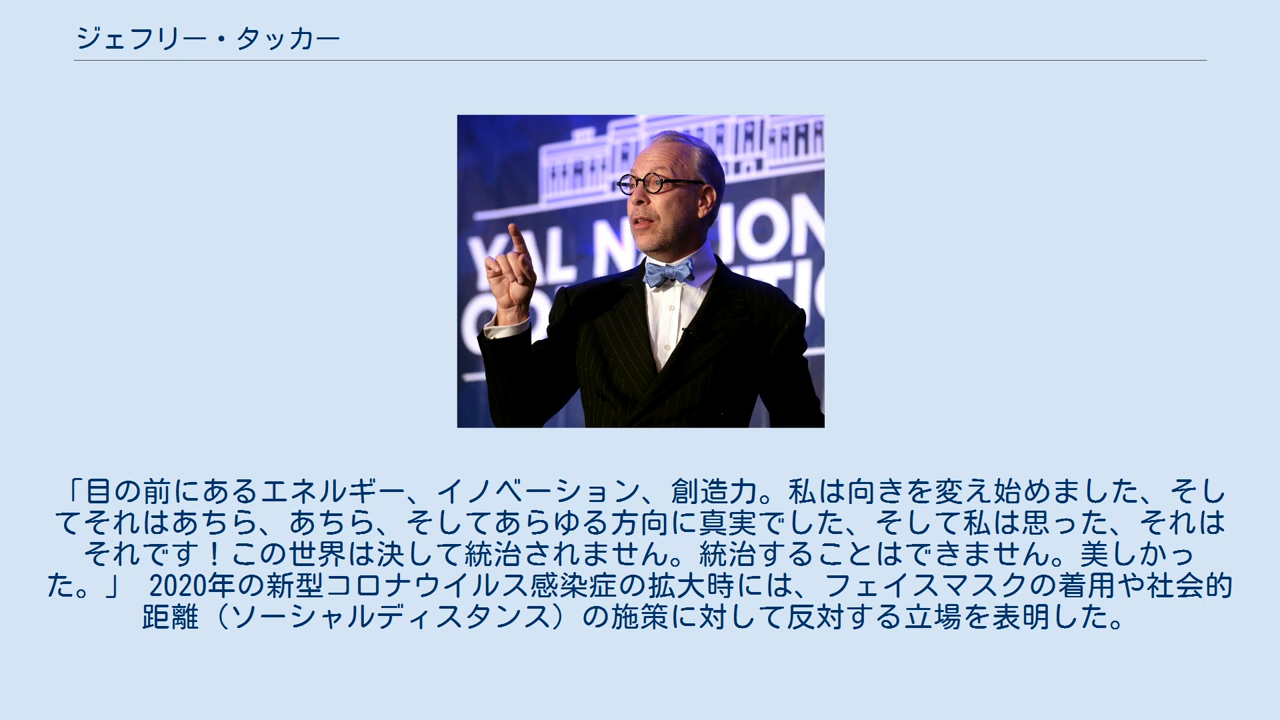 ジェフリー・タッカー
YAL N
ION
CO
TIO
「目の前にあるエネルギー、イノベーション、創造力。私は向きを変え始めました、そし
てそれはあちら、あちら、そしてあらゆる方向に真実でした、そして私は思った、それは
それです！この世界は決して統治されません。統治することはできません。美しかっ
た。」 2020年の新型コロナウイルス感染症の拡大時には、フェイスマスクの着用や社会的
距離（ソーシャルディスタンス）の施策に対して反対する立場を表明した。